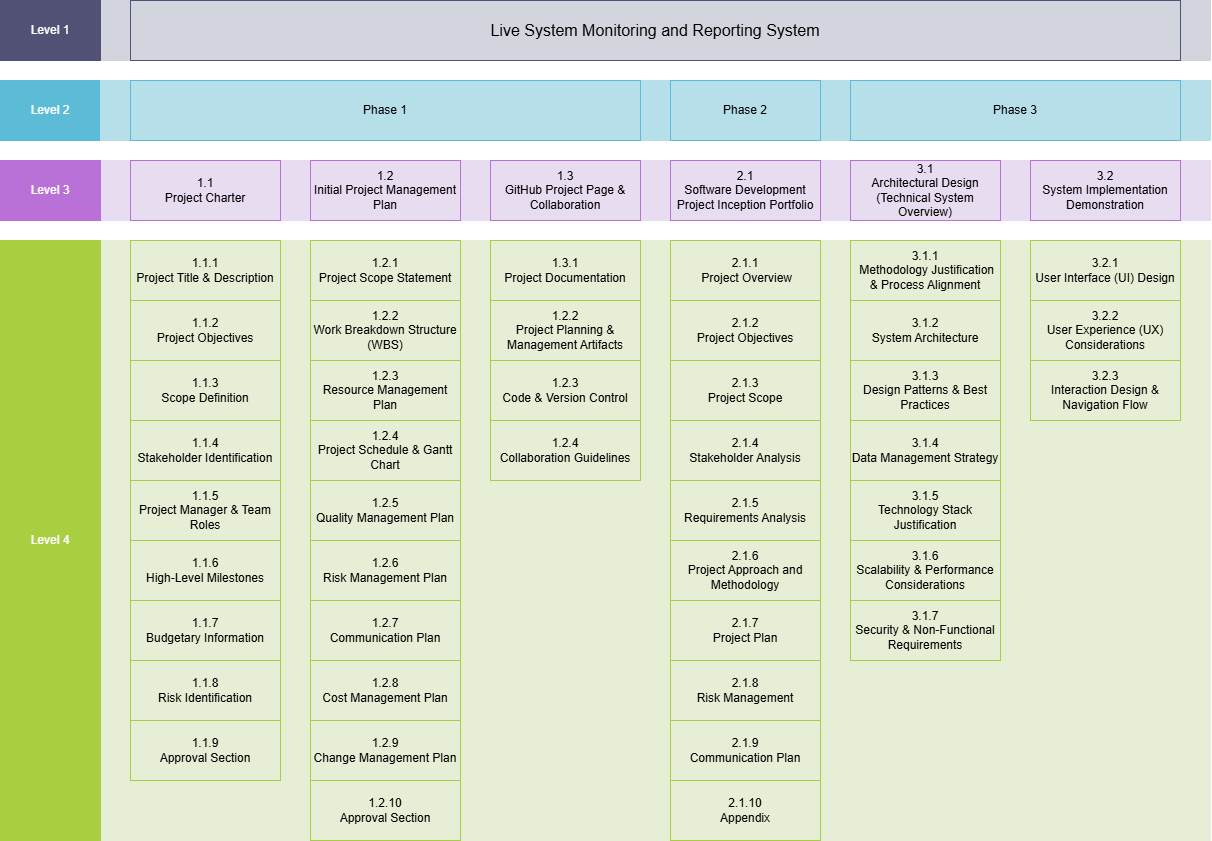 Level 1
Live System Monitoring and Reporting System
Level 2
Phase 1
Phase 2
Phase 3
Level 3
1.1
Project Charter
1.2
Initial Project Management
Plan
1.3
GitHub Project Page &
Collaboration
2.1
Software Development
Project Inception Portfolio
3.1
Architectural Design
(Technical System
Overview)
3.2
System Implementation
Demonstration
Level 4
1.1.1
Project Title & Description
1.1.2
Project Objectives
1.1.3
Scope Definition
1.1.4
Stakeholder Identification
1.1.5
Project Manager & Team
Roles
1.1.6
High-Level Milestones
1.1.7
Budgetary Information
1.1.8
Risk Identification
1.1.9
Approval Section
1.2.1
Project Scope Statement
1.2.2
Work Breakdown Structure
(WBS)
1.2.3
Resource Management
Plan
1.2.4
Project Schedule & Gantt
Chart
1.2.5
Quality Management Plan
1.2.6
Risk Management Plan
1.2.7
Communication Plan
1.2.8
Cost Management Plan
1.2.9
Change Management Plan
1.2.10
Approval Section
1.3.1
Project Documentation
1.2.2
Project Planning &
Management Artifacts
1.2.3
Code & Version Control
1.2.4
Collaboration Guidelines
2.1.1
Project Overview
2.1.2
Project Objectives
2.1.3
Project Scope
2.1.4
Stakeholder Analysis
2.1.5
Requirements Analysis
2.1.6
Project Approach and
Methodology
2.1.7
Project Plan
2.1.8
Risk Management
2.1.9
Communication Plan
2.1.10
Appendix
3.1.1
Methodology Justification
& Process Alignment
3.1.2
System Architecture
3.1.3
Design Patterns & Best
Practices
3.1.4
Data Management Strategy
3.1.5
Technology Stack
Justification
3.1.6
Scalability & Performance
Considerations
3.1.7
Security & Non-Functional
Requirements
3.2.1
User Interface (UI) Design
3.2.2
User Experience (UX)
Considerations
3.2.3
Interaction Design &
Navigation Flow